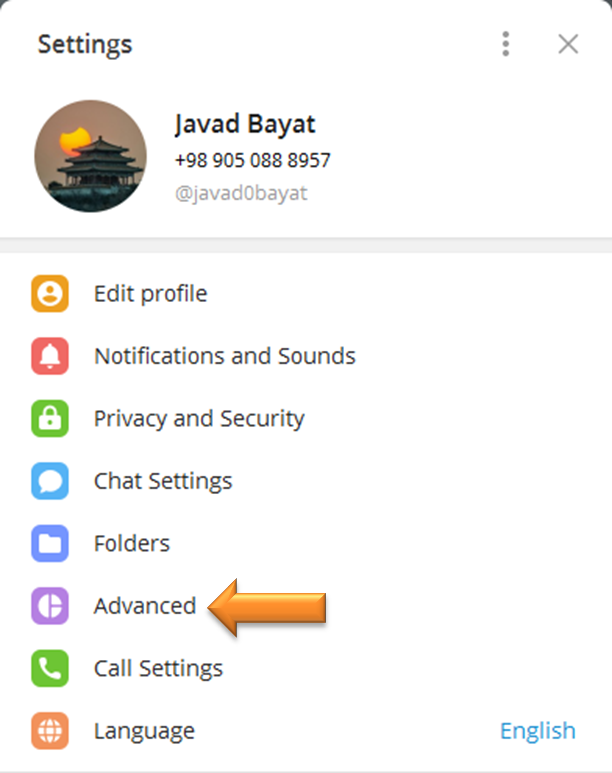 Settings
Javad Bayat
+98 905 088 8957
@javad0bayat
Edit profile
Notifications and Sounds
Privacy and Security
Chat Settings
Folders
Advanced
Call Settings
Language English